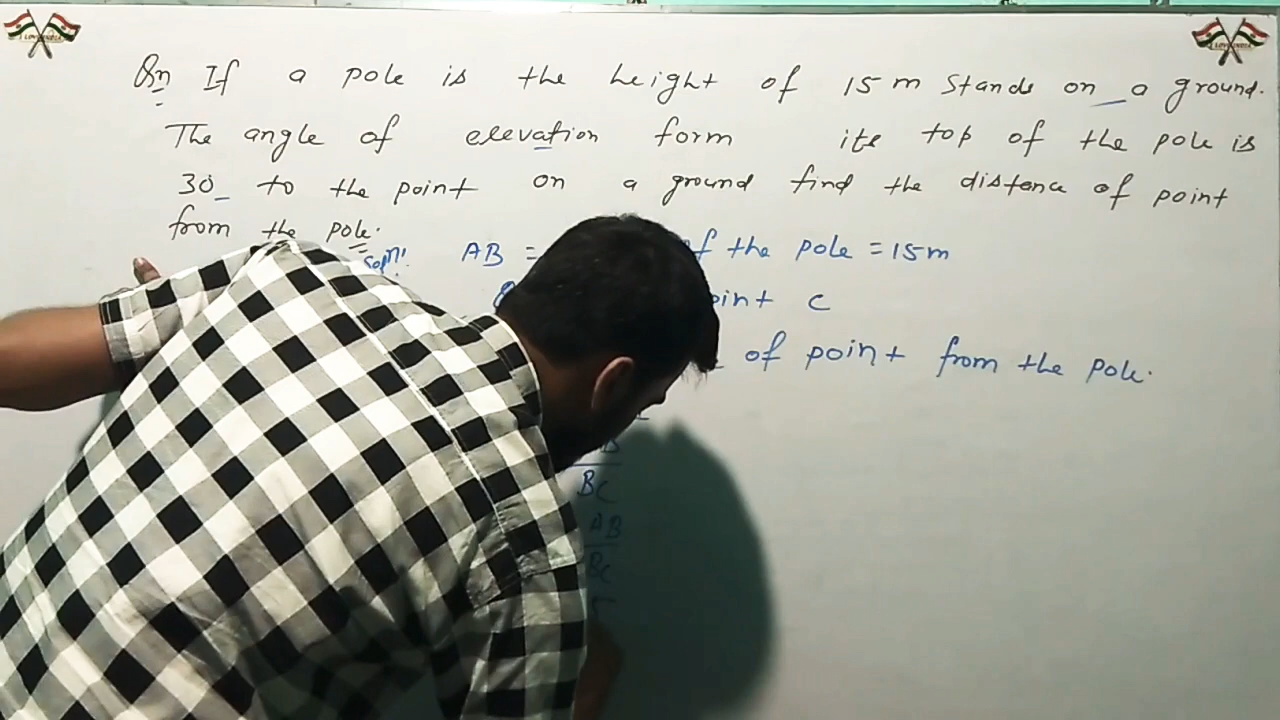 Qn If a pole is the height of 15 m stands on a ground.
The angle of elevation form its top of the pole is
30 to the point on a ground find the distence of point
from the pole.
Solⁿ! AB = of the pole = 15m
C
of point from the pole.
BC
AB
BC